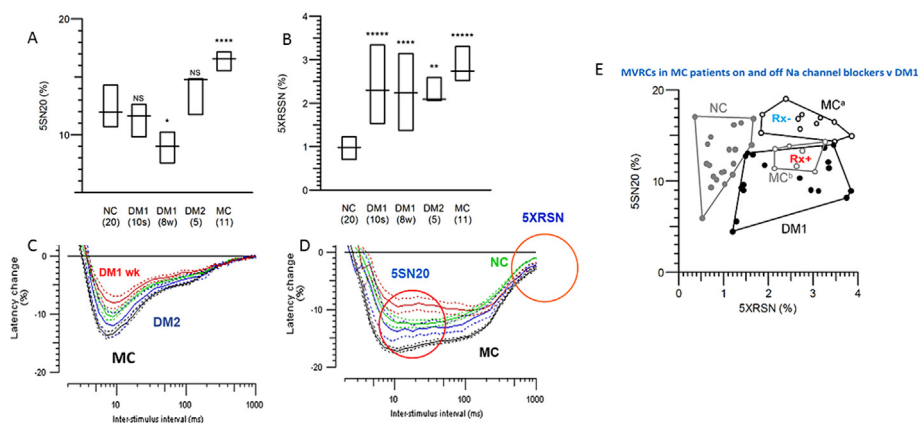 A
5SN20 (%)
20
10
NS
*
NS
****
NC DM1 DM1 DM2 MC
(20) (10s) (8w) (5) (11)
B
5XRSSN (%)
4
3
2
1
0
*****
****
**
*****
NC DM1 DM1 DM2 MC
(20) (10s) (8w) (5) (11)
C
Latency change (%)
0
-10
-20
DM1 wk
DM2
MC
10 100 1000
Inter-stimulus interval (ms)
D
Latency change (%)
0
-10
-20
5XRSN
5SN20
NC
MC
10 100 1000
Inter-stimulus interval (ms)
E
MVRCs in MC patients on and off Na channel blockers v DM1
5SN20 (%)
20
15
10
5
0
NC
MCᵃ
Rx-
Rx+
MCᵇ
DM1
0 1 2 3 4
5XRSN (%)